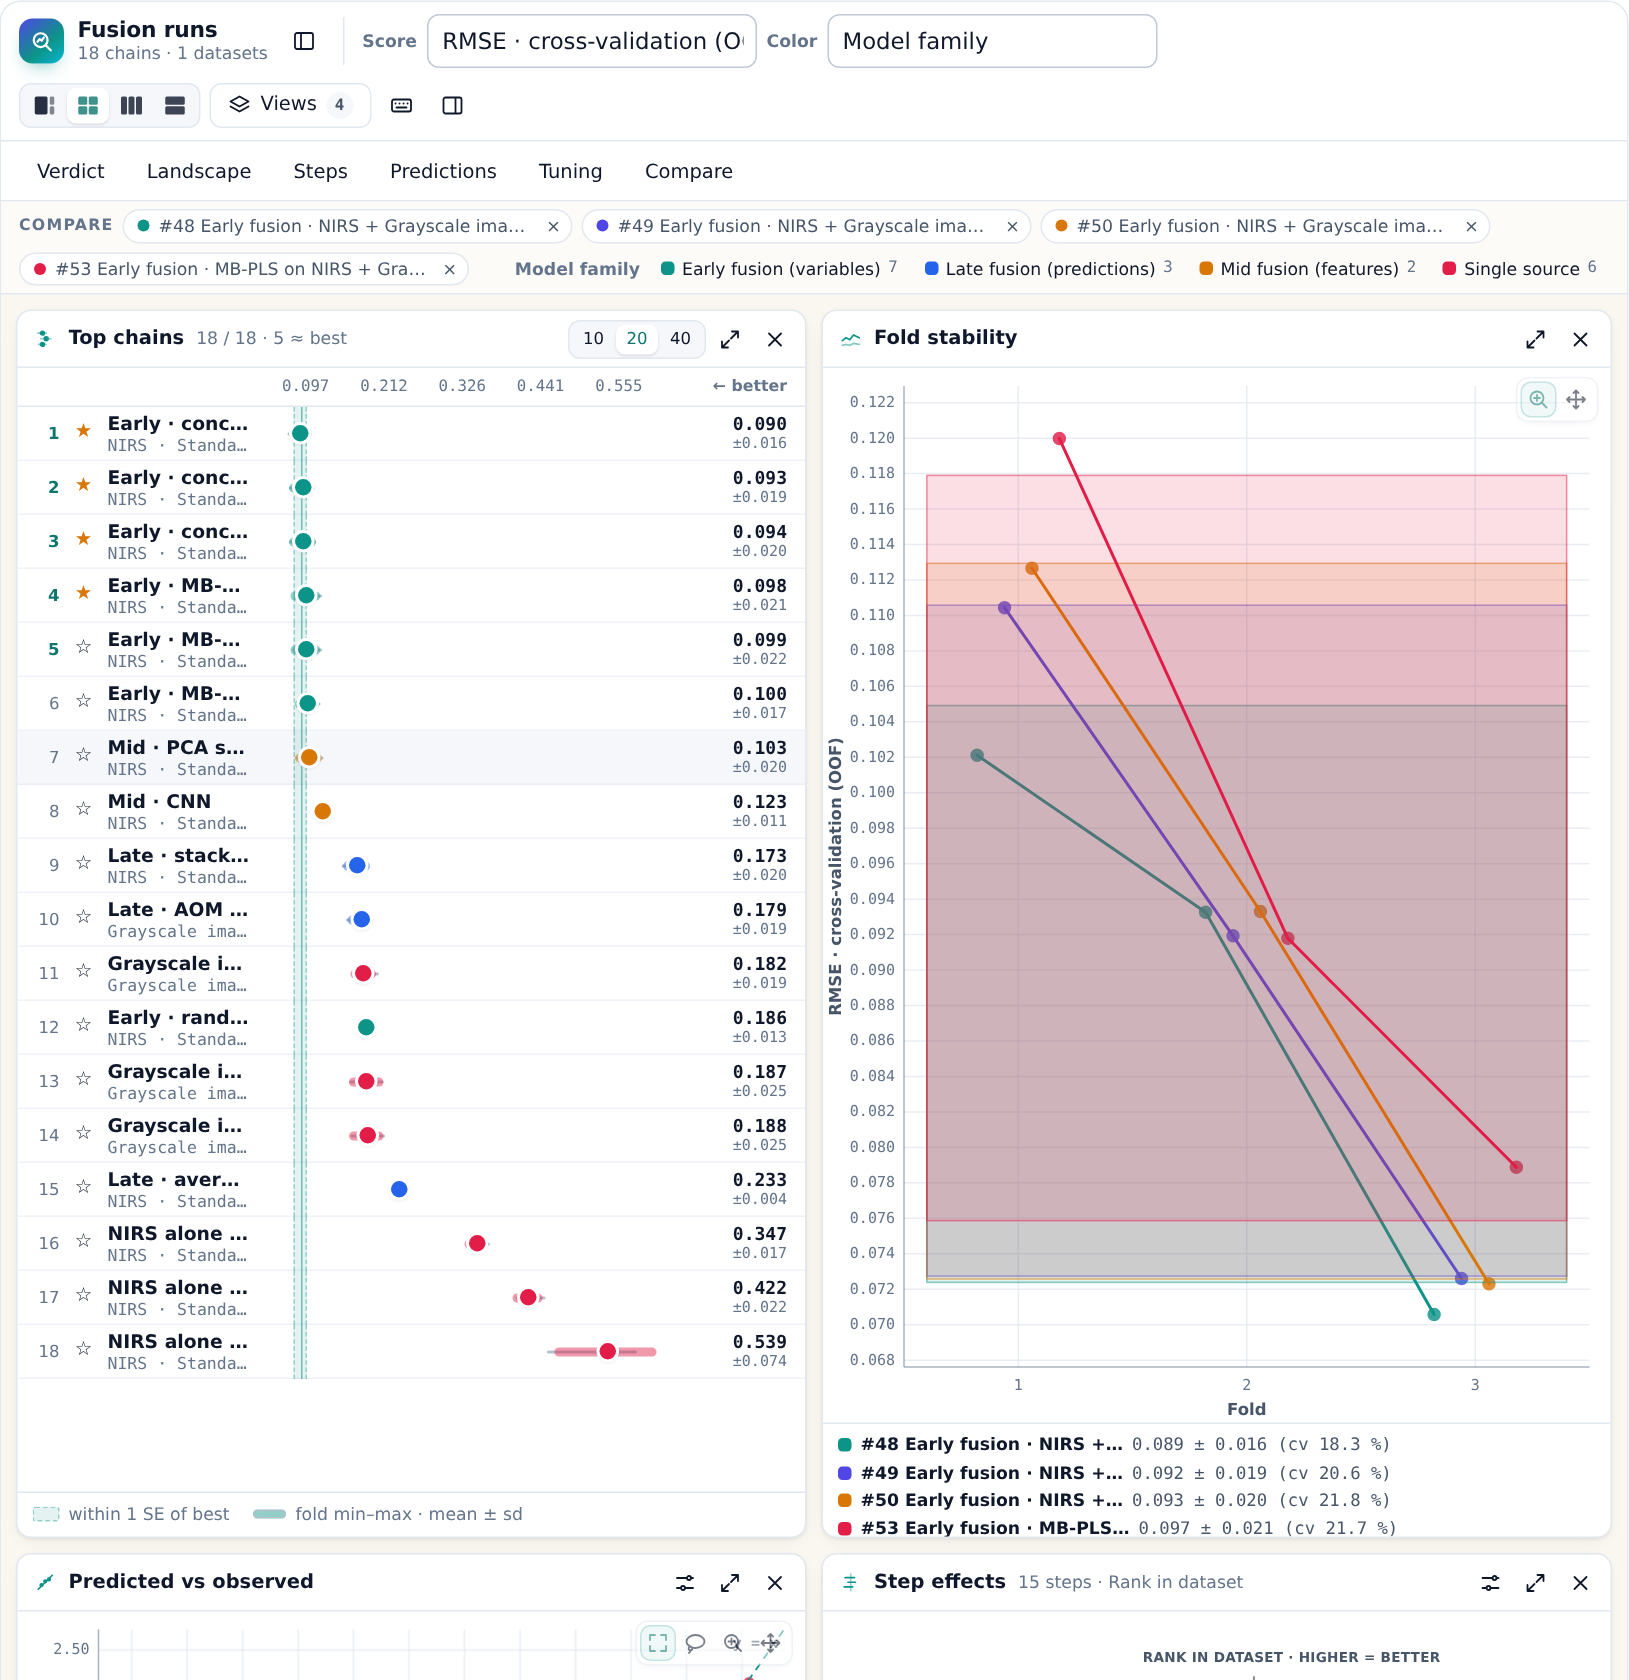 Fusion runs
18 chains · 1 datasets
Score
RMSE · cross-validation (O
Color
Model family
Views 4
Verdict
Landscape
Steps
Predictions
Tuning
Compare
COMPARE
#48 Early fusion · NIRS + Grayscale ima… ×
#49 Early fusion · NIRS + Grayscale ima… ×
#50 Early fusion · NIRS + Grayscale ima… ×
#53 Early fusion · MB-PLS on NIRS + Gra… ×
Model family
Early fusion (variables) 7
Late fusion (predictions) 3
Mid fusion (features) 2
Single source 6
Top chains 18 / 18 · 5 ≈ best
10 20 40
0.097 0.212 0.326 0.441 0.555 ← better
1 ★ Early · conc… 0.090
NIRS · Standa… ±0.016
2 ★ Early · conc… 0.093
NIRS · Standa… ±0.019
3 ★ Early · conc… 0.094
NIRS · Standa… ±0.020
4 ★ Early · MB-… 0.098
NIRS · Standa… ±0.021
5 ☆ Early · MB-… 0.099
NIRS · Standa… ±0.022
6 ☆ Early · MB-… 0.100
NIRS · Standa… ±0.017
7 ☆ Mid · PCA s… 0.103
NIRS · Standa… ±0.020
8 ☆ Mid · CNN 0.123
NIRS · Standa… ±0.011
9 ☆ Late · stack… 0.173
NIRS · Standa… ±0.020
10 ☆ Late · AOM … 0.179
Grayscale ima… ±0.019
11 ☆ Grayscale i… 0.182
Grayscale ima… ±0.019
12 ☆ Early · rand… 0.186
NIRS · Standa… ±0.013
13 ☆ Grayscale i… 0.187
Grayscale ima… ±0.025
14 ☆ Grayscale i… 0.188
Grayscale ima… ±0.025
15 ☆ Late · aver… 0.233
NIRS · Standa… ±0.004
16 ☆ NIRS alone … 0.347
NIRS · Standa… ±0.017
17 ☆ NIRS alone … 0.422
NIRS · Standa… ±0.022
18 ☆ NIRS alone … 0.539
NIRS · Standa… ±0.074
within 1 SE of best
fold min–max · mean ± sd
Fold stability
RMSE · cross-validation (OOF)
0.122
0.120
0.118
0.116
0.114
0.112
0.110
0.108
0.106
0.104
0.102
0.100
0.098
0.096
0.094
0.092
0.090
0.088
0.086
0.084
0.082
0.080
0.078
0.076
0.074
0.072
0.070
0.068
1 2 3
Fold
#48 Early fusion · NIRS +… 0.089 ± 0.016 (cv 18.3 %)
#49 Early fusion · NIRS +… 0.092 ± 0.019 (cv 20.6 %)
#50 Early fusion · NIRS +… 0.093 ± 0.020 (cv 21.8 %)
#53 Early fusion · MB-PLS… 0.097 ± 0.021 (cv 21.7 %)
Predicted vs observed
2.50
Step effects 15 steps · Rank in dataset
RANK IN DATASET · HIGHER = BETTER